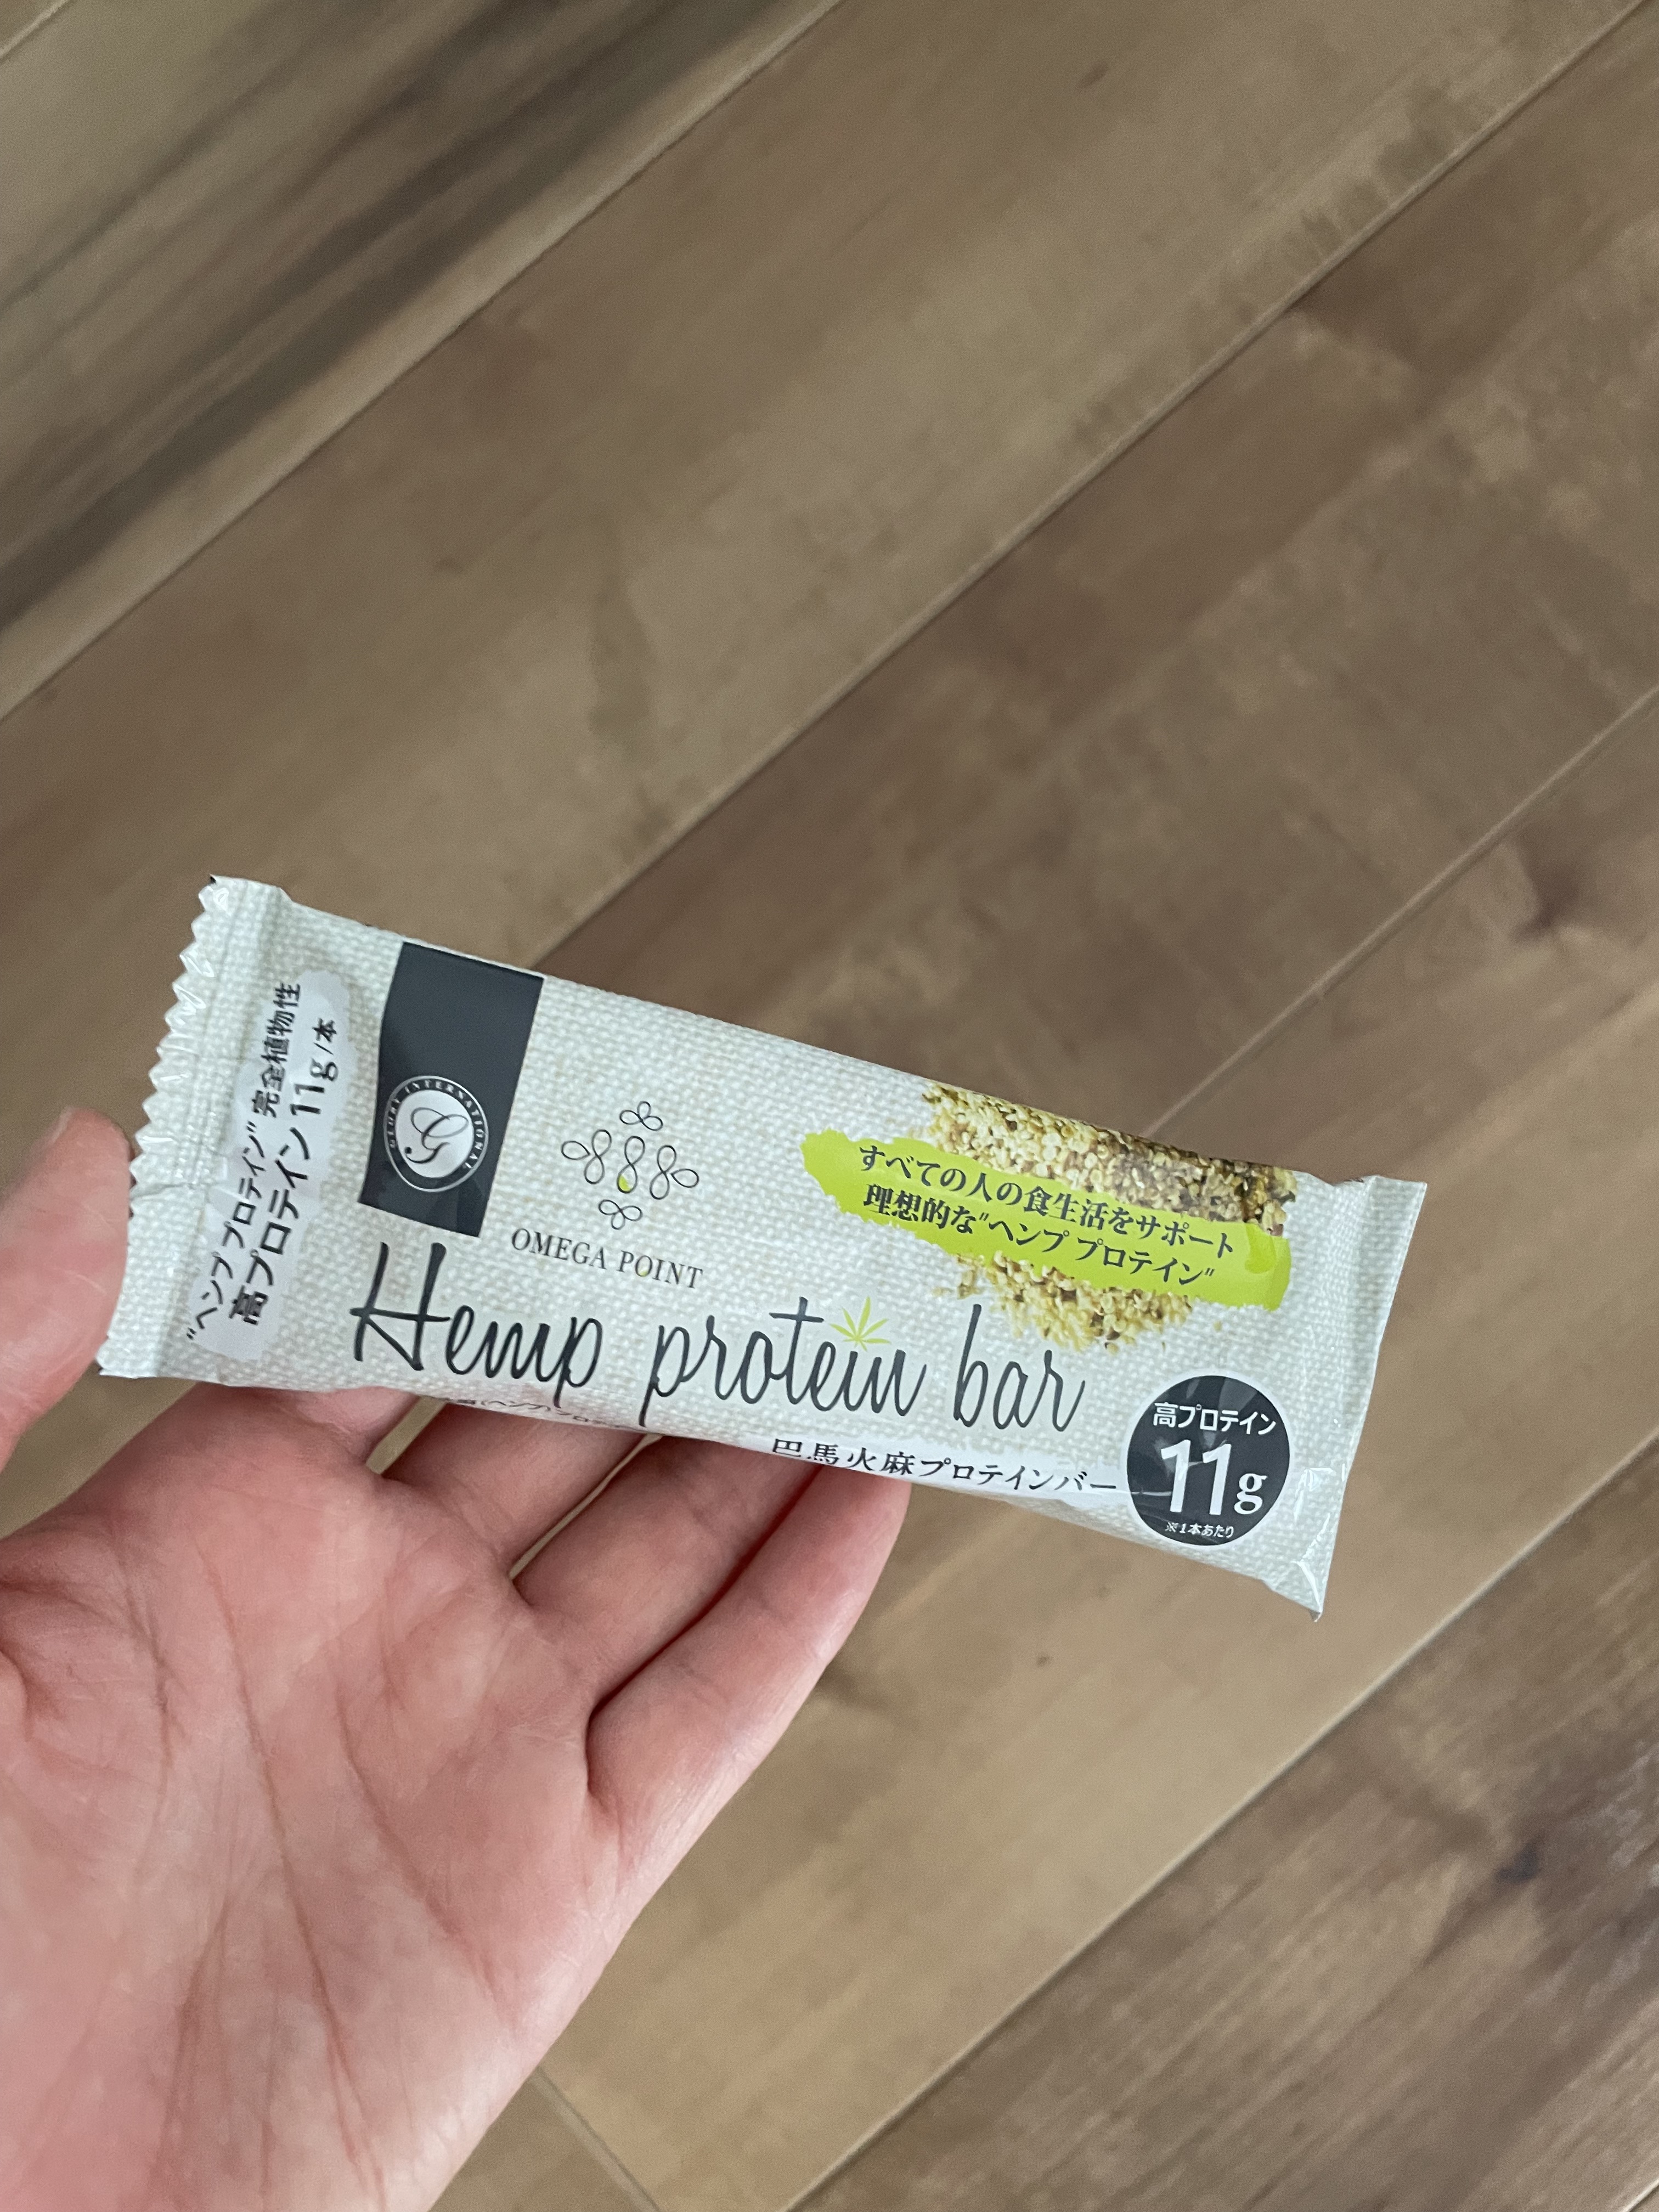 "ヘンプ プロテイン" 完全植物性
高プロテイン 11g/本
GLORY INTERNATIONAL
G
OMEGA POINT
すべての人の食生活をサポート
理想的な"ヘンプ プロテイン"
Hemp protein bar
巴馬火麻プロテインバー
高プロテイン
11g
※1本あたり